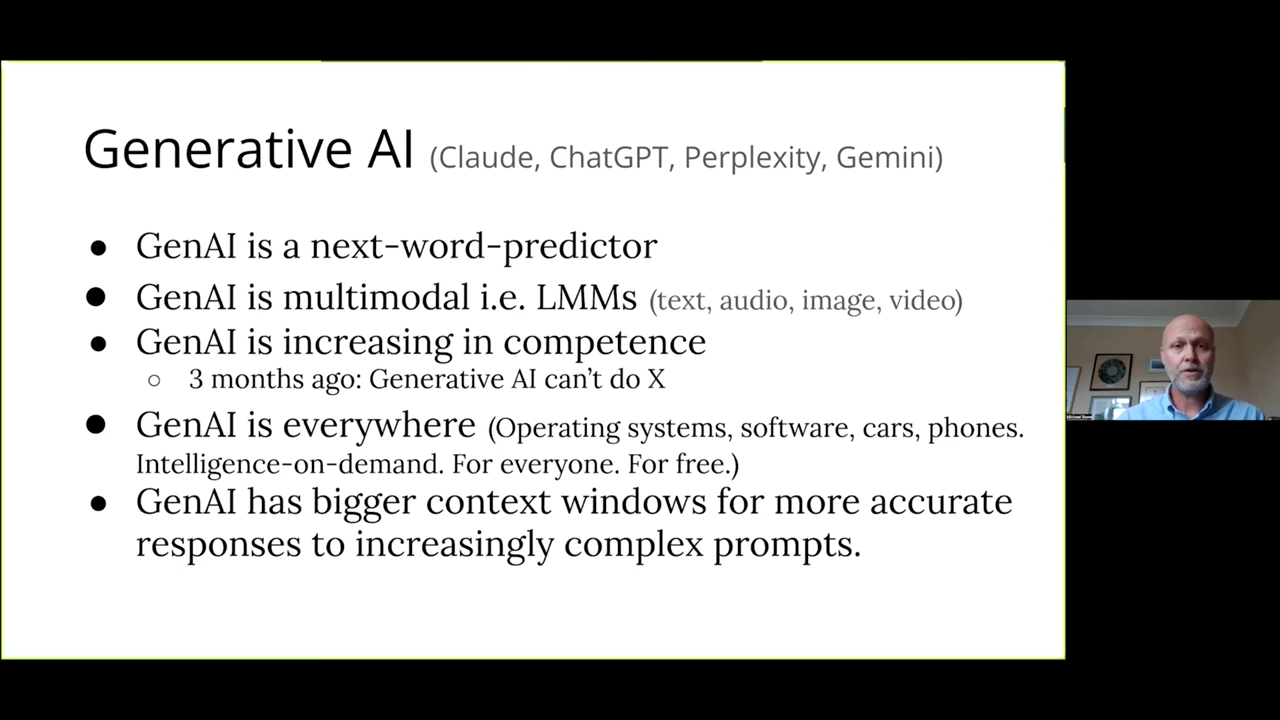 Generative AI (Claude, ChatGPT, Perplexity, Gemini)
● GenAI is a next-word-predictor
● GenAI is multimodal i.e. LMMs (text, audio, image, video)
● GenAI is increasing in competence
○ 3 months ago: Generative AI can’t do X
● GenAI is everywhere (Operating systems, software, cars, phones.
Intelligence-on-demand. For everyone. For free.)
● GenAI has bigger context windows for more accurate
responses to increasingly complex prompts.